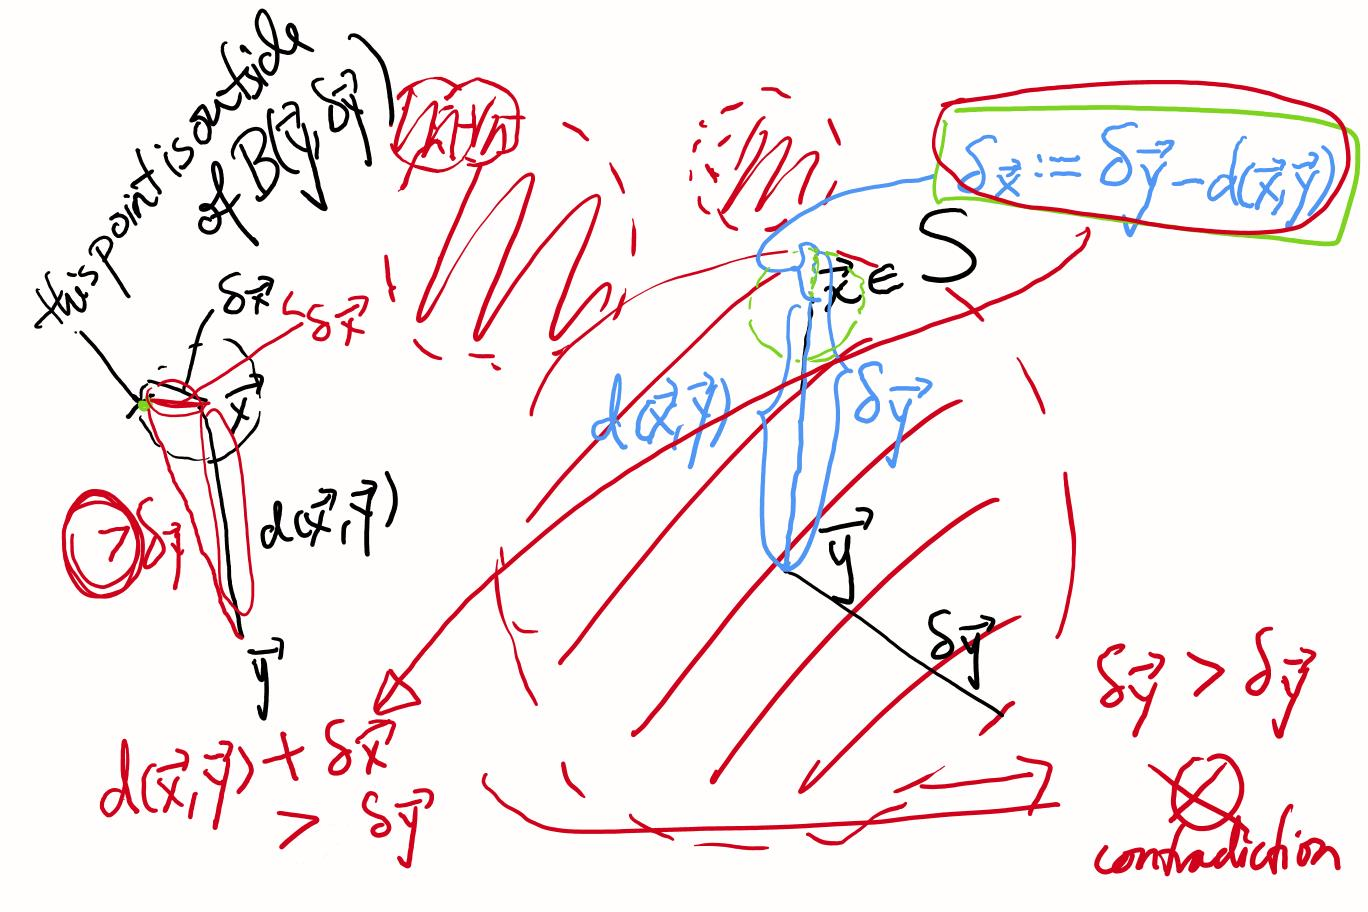 this point is outside
of B(y⃗, δy⃗)
δx⃗
δx⃗
x⃗
d(x⃗, y⃗)
> δy⃗
y⃗
δx⃗ := δy⃗ − d(x⃗, y⃗)
x⃗ ∈ S
d(x⃗, y⃗)
δy⃗
y⃗
δy⃗
d(x⃗, y⃗) + δx⃗
> δy⃗
δy⃗ > δy⃗
contradiction